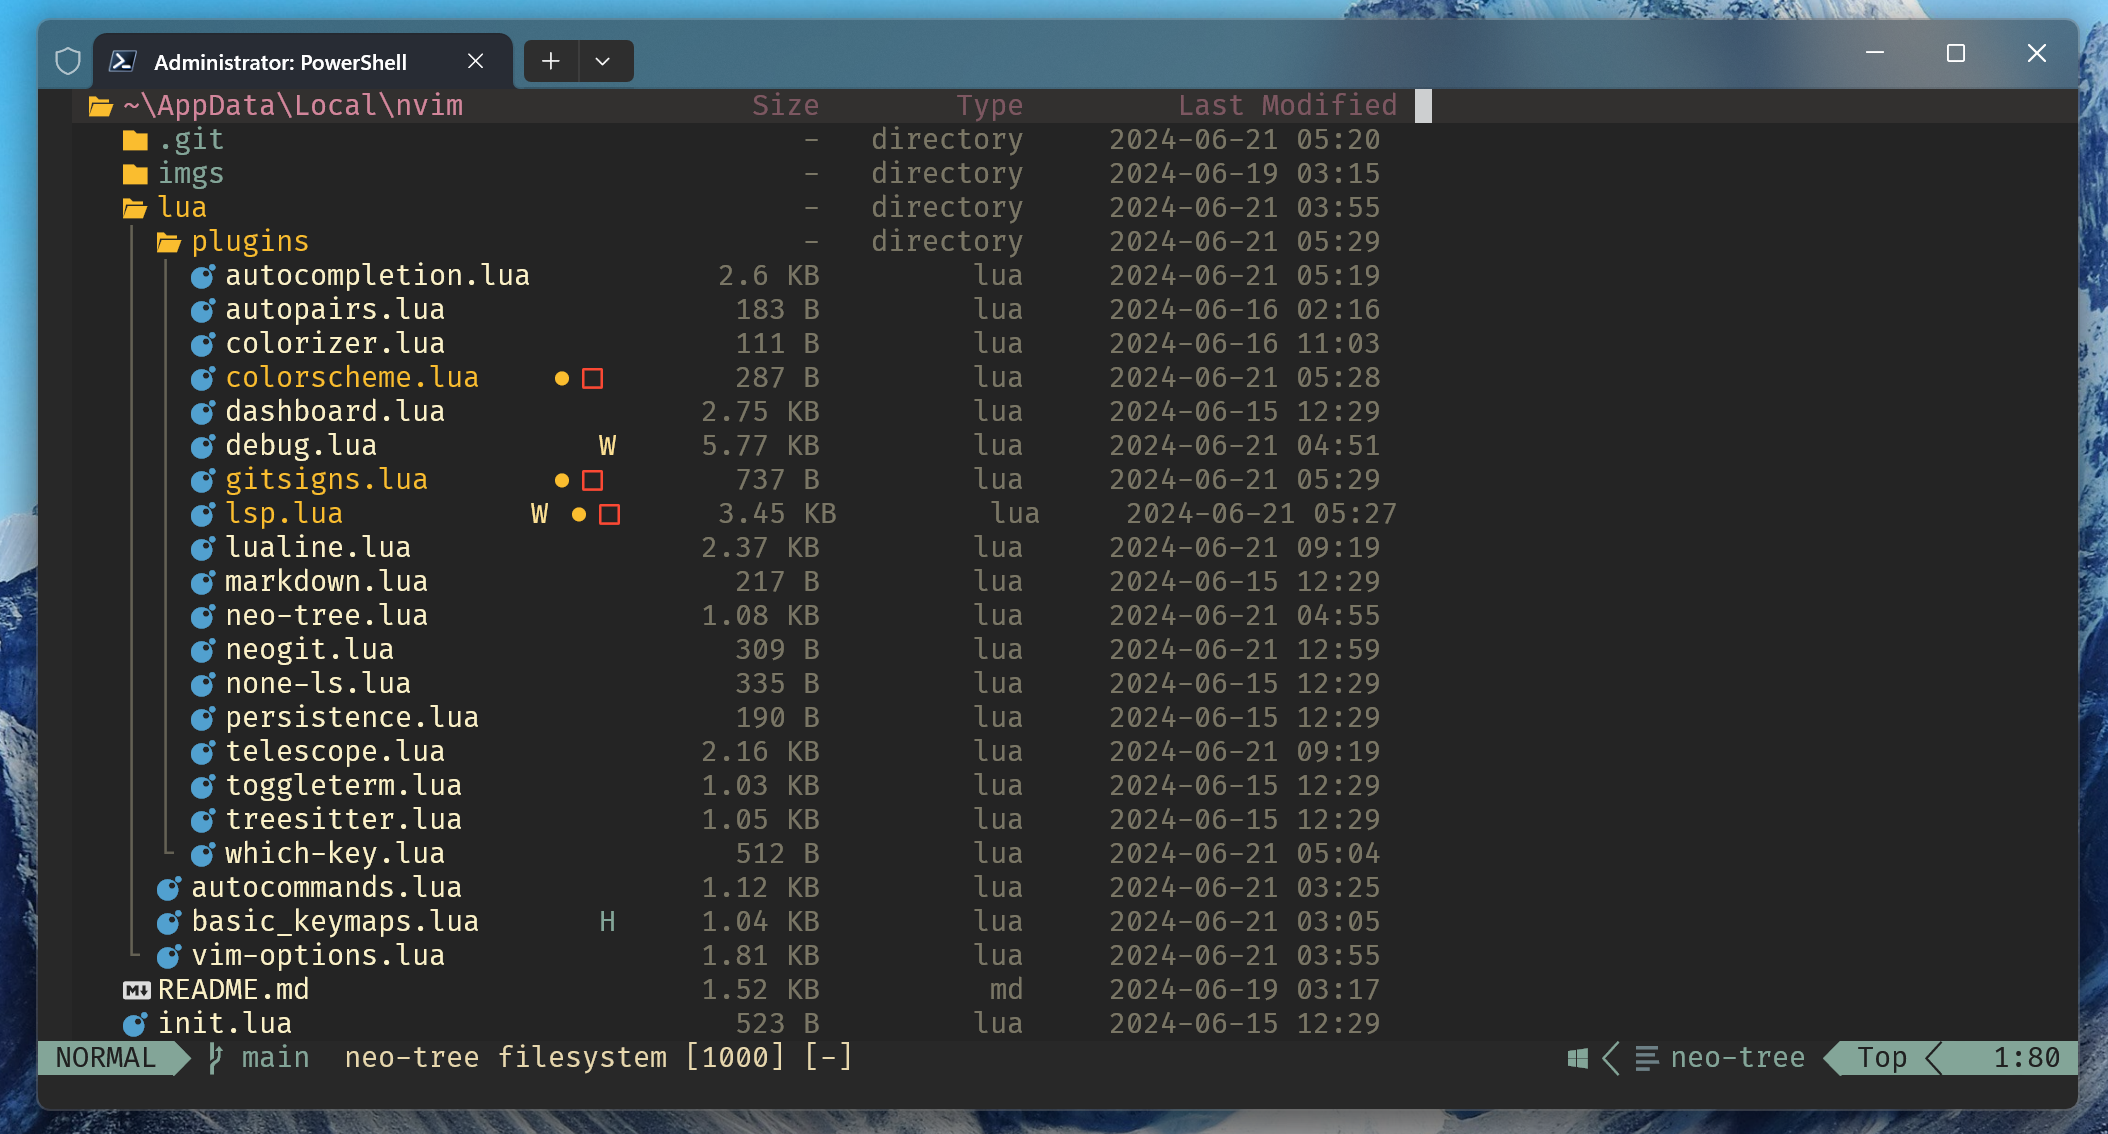 Administrator: PowerShell
~\AppData\Local\nvim Size Type Last Modified
.git - directory 2024-06-21 05:20
imgs - directory 2024-06-19 03:15
lua - directory 2024-06-21 03:55
plugins - directory 2024-06-21 05:29
autocompletion.lua 2.6 KB lua 2024-06-21 05:19
autopairs.lua 183 B lua 2024-06-16 02:16
colorizer.lua 111 B lua 2024-06-16 11:03
colorscheme.lua 287 B lua 2024-06-21 05:28
dashboard.lua 2.75 KB lua 2024-06-15 12:29
debug.lua W 5.77 KB lua 2024-06-21 04:51
gitsigns.lua 737 B lua 2024-06-21 05:29
lsp.lua W 3.45 KB lua 2024-06-21 05:27
lualine.lua 2.37 KB lua 2024-06-21 09:19
markdown.lua 217 B lua 2024-06-15 12:29
neo-tree.lua 1.08 KB lua 2024-06-21 04:55
neogit.lua 309 B lua 2024-06-21 12:59
none-ls.lua 335 B lua 2024-06-15 12:29
persistence.lua 190 B lua 2024-06-15 12:29
telescope.lua 2.16 KB lua 2024-06-21 09:19
toggleterm.lua 1.03 KB lua 2024-06-15 12:29
treesitter.lua 1.05 KB lua 2024-06-15 12:29
which-key.lua 512 B lua 2024-06-21 05:04
autocommands.lua 1.12 KB lua 2024-06-21 03:25
basic_keymaps.lua H 1.04 KB lua 2024-06-21 03:05
vim-options.lua 1.81 KB lua 2024-06-21 03:55
README.md 1.52 KB md 2024-06-19 03:17
init.lua 523 B lua 2024-06-15 12:29
NORMAL main neo-tree filesystem [1000] [-] neo-tree Top 1:80